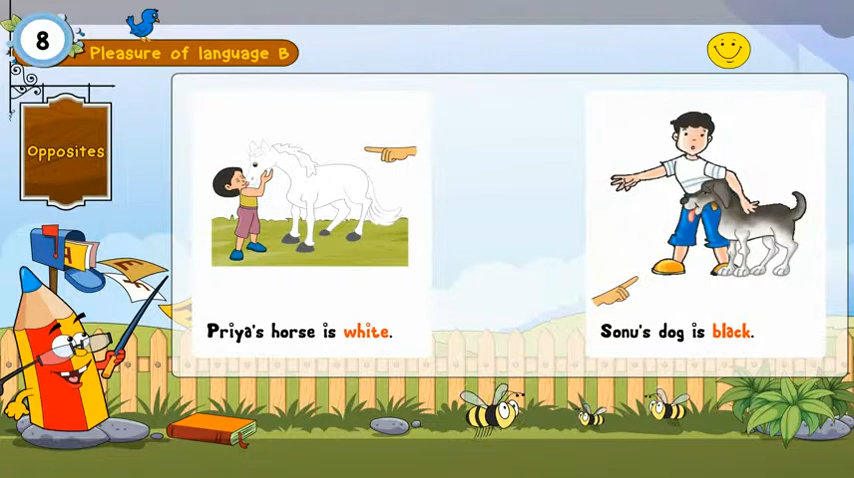 8
Pleasure of language B
Opposites
Priya's horse is white.
Sonu's dog is black.